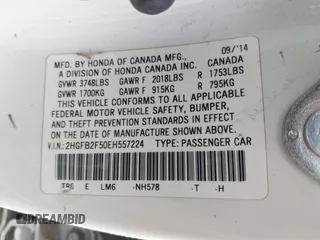 MFD. BY HONDA OF CANADA MFG.,
A DIVISION OF HONDA CANADA INC.
CANADA 09/'14
GVWR 3748LBS GAWR F 2018LBS R 1753LBS
GVWR 1700KG GAWR F 915KG R 795KG
THIS VEHICLE CONFORMS TO ALL APPLICABLE
FEDERAL MOTOR VEHICLE SAFETY, BUMPER,
AND THEFT PREVENTION STANDARDS IN EFFECT
ON THE DATE OF MANUFACTURE SHOWN ABOVE.
V.I.N.: 2HGFB2F50EH557224 TYPE: PASSENGER CAR
E LM6 -NH578 -T -H
DREAMBID